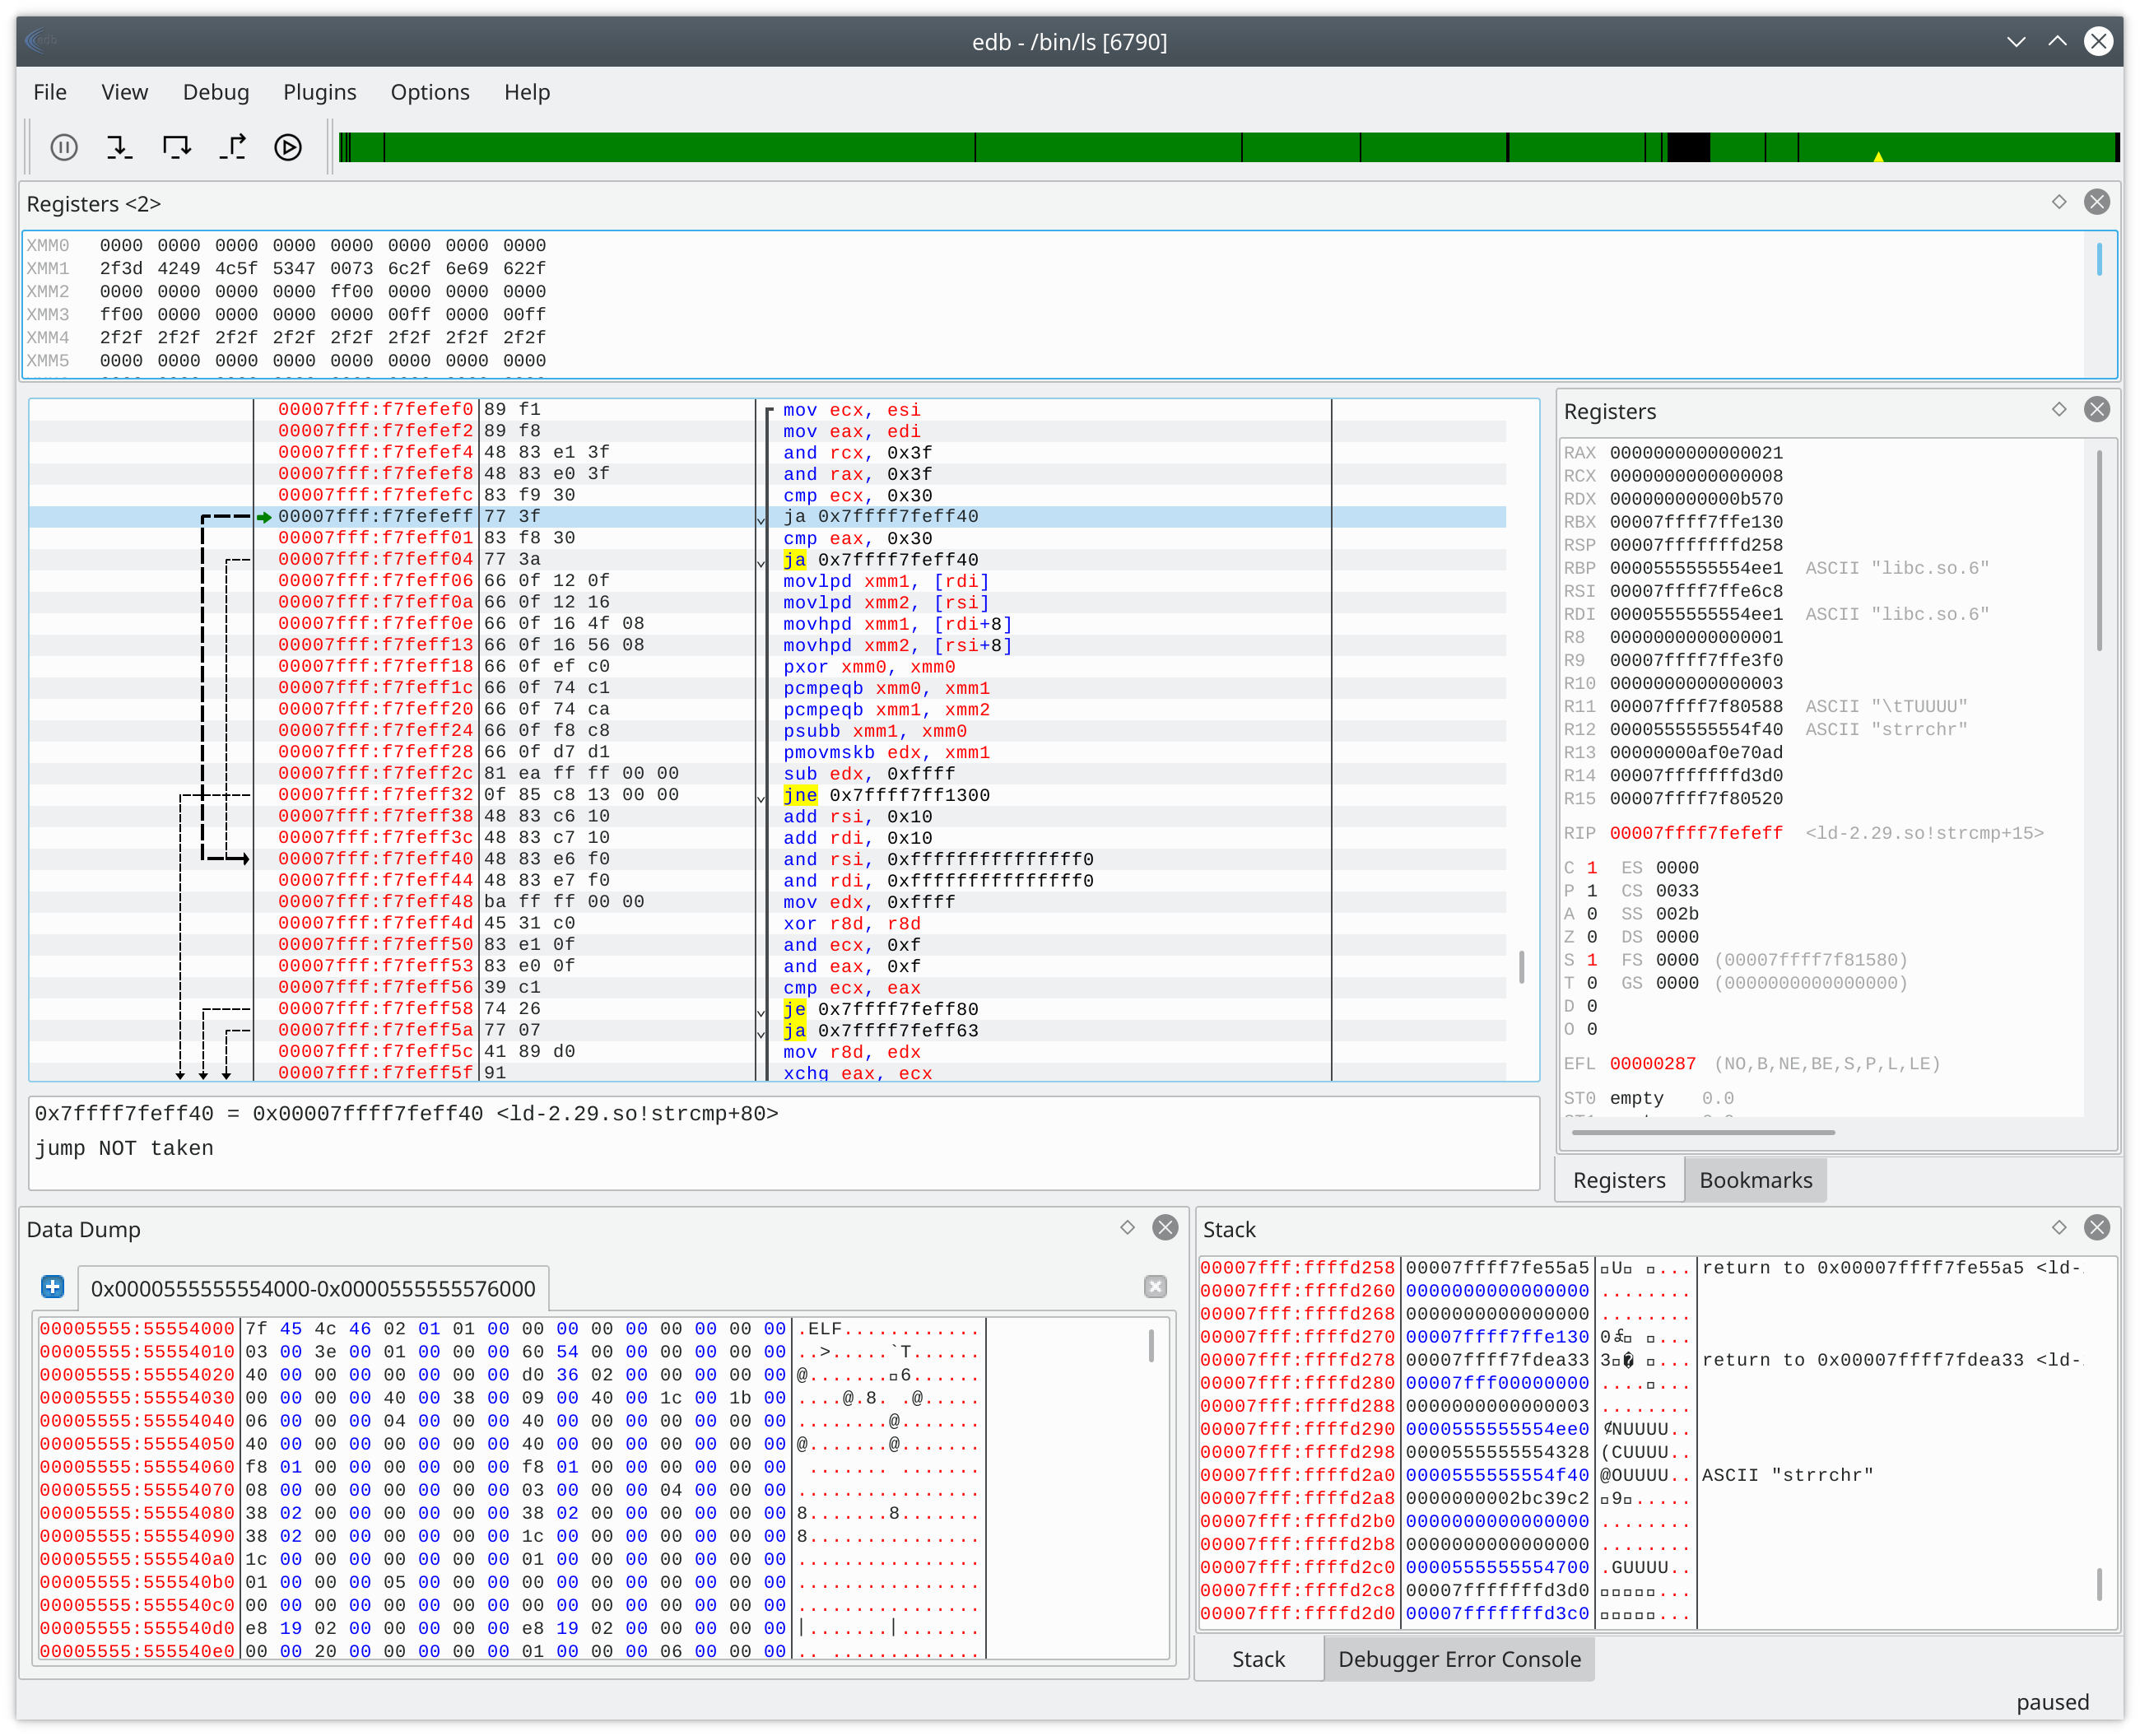 edb - /bin/ls [6790]
File View Debug Plugins Options Help
Registers <2>
XMM0 0000 0000 0000 0000 0000 0000 0000 0000
XMM1 2f3d 4249 4c5f 5347 0073 6c2f 6e69 622f
XMM2 0000 0000 0000 0000 ff00 0000 0000 0000
XMM3 ff00 0000 0000 0000 0000 00ff 0000 00ff
XMM4 2f2f 2f2f 2f2f 2f2f 2f2f 2f2f 2f2f 2f2f
XMM5 0000 0000 0000 0000 0000 0000 0000 0000
00007fff:f7fefef0 89 f1 mov ecx, esi
00007fff:f7fefef2 89 f8 mov eax, edi
00007fff:f7fefef4 48 83 e1 3f and rcx, 0x3f
00007fff:f7fefef8 48 83 e0 3f and rax, 0x3f
00007fff:f7fefefc 83 f9 30 cmp ecx, 0x30
00007fff:f7fefeff 77 3f ja 0x7ffff7feff40
00007fff:f7feff01 83 f8 30 cmp eax, 0x30
00007fff:f7feff04 77 3a ja 0x7ffff7feff40
00007fff:f7feff06 66 0f 12 0f movlpd xmm1, [rdi]
00007fff:f7feff0a 66 0f 12 16 movlpd xmm2, [rsi]
00007fff:f7feff0e 66 0f 16 4f 08 movhpd xmm1, [rdi+8]
00007fff:f7feff13 66 0f 16 56 08 movhpd xmm2, [rsi+8]
00007fff:f7feff18 66 0f ef c0 pxor xmm0, xmm0
00007fff:f7feff1c 66 0f 74 c1 pcmpeqb xmm0, xmm1
00007fff:f7feff20 66 0f 74 ca pcmpeqb xmm1, xmm2
00007fff:f7feff24 66 0f f8 c8 psubb xmm1, xmm0
00007fff:f7feff28 66 0f d7 d1 pmovmskb edx, xmm1
00007fff:f7feff2c 81 ea ff ff 00 00 sub edx, 0xffff
00007fff:f7feff32 0f 85 c8 13 00 00 jne 0x7ffff7ff1300
00007fff:f7feff38 48 83 c6 10 add rsi, 0x10
00007fff:f7feff3c 48 83 c7 10 add rdi, 0x10
00007fff:f7feff40 48 83 e6 f0 and rsi, 0xfffffffffffffff0
00007fff:f7feff44 48 83 e7 f0 and rdi, 0xfffffffffffffff0
00007fff:f7feff48 ba ff ff 00 00 mov edx, 0xffff
00007fff:f7feff4d 45 31 c0 xor r8d, r8d
00007fff:f7feff50 83 e1 0f and ecx, 0xf
00007fff:f7feff53 83 e0 0f and eax, 0xf
00007fff:f7feff56 39 c1 cmp ecx, eax
00007fff:f7feff58 74 26 je 0x7ffff7feff80
00007fff:f7feff5a 77 07 ja 0x7ffff7feff63
00007fff:f7feff5c 41 89 d0 mov r8d, edx
00007fff:f7feff5f 91 xchg eax, ecx
0x7ffff7feff40 = 0x00007ffff7feff40 <ld-2.29.so!strcmp+80>
jump NOT taken
Registers
RAX 0000000000000021
RCX 0000000000000008
RDX 000000000000b570
RBX 00007ffff7ffe130
RSP 00007fffffffd258
RBP 0000555555554ee1 ASCII "libc.so.6"
RSI 00007ffff7ffe6c8
RDI 0000555555554ee1 ASCII "libc.so.6"
R8 0000000000000001
R9 00007ffff7ffe3f0
R10 0000000000000003
R11 00007ffff7f80588 ASCII "\tTUUUU"
R12 0000555555554f40 ASCII "strrchr"
R13 00000000af0e70ad
R14 00007fffffffd3d0
R15 00007ffff7f80520
RIP 00007ffff7fefeff <ld-2.29.so!strcmp+15>
C 1 ES 0000
P 1 CS 0033
A 0 SS 002b
Z 0 DS 0000
S 1 FS 0000 (00007ffff7f81580)
T 0 GS 0000 (0000000000000000)
D 0
O 0
EFL 00000287 (NO,B,NE,BE,S,P,L,LE)
ST0 empty 0.0
Registers Bookmarks
Data Dump
0x0000555555554000-0x0000555555576000
00005555:55554000 7f 45 4c 46 02 01 01 00 00 00 00 00 00 00 00 00 .ELF............
00005555:55554010 03 00 3e 00 01 00 00 00 60 54 00 00 00 00 00 00 ..>.....`T......
00005555:55554020 40 00 00 00 00 00 00 00 d0 36 02 00 00 00 00 00 @.......▯6......
00005555:55554030 00 00 00 00 40 00 38 00 09 00 40 00 1c 00 1b 00 ....@.8. .@.....
00005555:55554040 06 00 00 00 04 00 00 00 40 00 00 00 00 00 00 00 ........@.......
00005555:55554050 40 00 00 00 00 00 00 00 40 00 00 00 00 00 00 00 @.......@.......
00005555:55554060 f8 01 00 00 00 00 00 00 f8 01 00 00 00 00 00 00 ....... .......
00005555:55554070 08 00 00 00 00 00 00 00 03 00 00 00 04 00 00 00 ................
00005555:55554080 38 02 00 00 00 00 00 00 38 02 00 00 00 00 00 00 8.......8.......
00005555:55554090 38 02 00 00 00 00 00 00 1c 00 00 00 00 00 00 00 8...............
00005555:555540a0 1c 00 00 00 00 00 00 00 01 00 00 00 00 00 00 00 ................
00005555:555540b0 01 00 00 00 05 00 00 00 00 00 00 00 00 00 00 00 ................
00005555:555540c0 00 00 00 00 00 00 00 00 00 00 00 00 00 00 00 00 ................
00005555:555540d0 e8 19 02 00 00 00 00 00 e8 19 02 00 00 00 00 00 |.......|.......
00005555:555540e0 00 00 20 00 00 00 00 00 01 00 00 00 06 00 00 00 .. .............
Stack
00007fff:ffffd258 00007ffff7fe55a5 ▯U▯ ▯... return to 0x00007ffff7fe55a5 <ld-
00007fff:ffffd260 0000000000000000 ........
00007fff:ffffd268 0000000000000000 ........
00007fff:ffffd270 00007ffff7ffe130 0 ▯ ▯...
00007fff:ffffd278 00007ffff7fdea33 3▯� ▯... return to 0x00007ffff7fdea33 <ld-
00007fff:ffffd280 00007fff00000000 ....▯...
00007fff:ffffd288 0000000000000003 ........
00007fff:ffffd290 0000555555554ee0 NUUUU..
00007fff:ffffd298 0000555555554328 (CUUUU..
00007fff:ffffd2a0 0000555555554f40 @OUUUU.. ASCII "strrchr"
00007fff:ffffd2a8 0000000002bc39c2 ▯9▯.....
00007fff:ffffd2b0 0000000000000000 ........
00007fff:ffffd2b8 0000000000000000 ........
00007fff:ffffd2c0 0000555555554700 .GUUUU..
00007fff:ffffd2c8 00007fffffffd3d0 ▯▯▯▯▯...
00007fff:ffffd2d0 00007fffffffd3c0 ▯▯▯▯▯...
Stack Debugger Error Console
paused